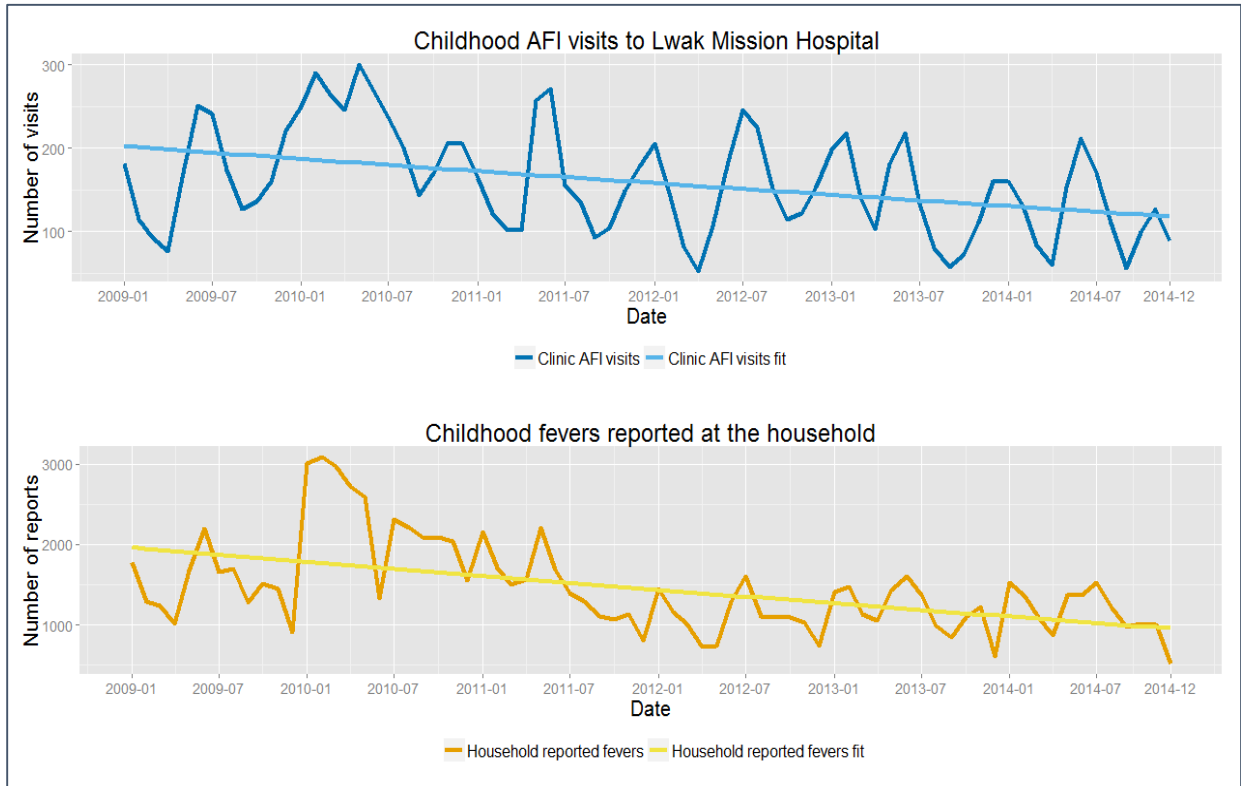 Childhood AFI visits to Lwak Mission Hospital
Number of visits
300
200
100
2009-01 2009-07 2010-01 2010-07 2011-01 2011-07 2012-01 2012-07 2013-01 2013-07 2014-01 2014-07 2014-12
Date
Clinic AFI visits Clinic AFI visits fit
Childhood fevers reported at the household
Number of reports
3000
2000
1000
2009-01 2009-07 2010-01 2010-07 2011-01 2011-07 2012-01 2012-07 2013-01 2013-07 2014-01 2014-07 2014-12
Date
Household reported fevers Household reported fevers fit